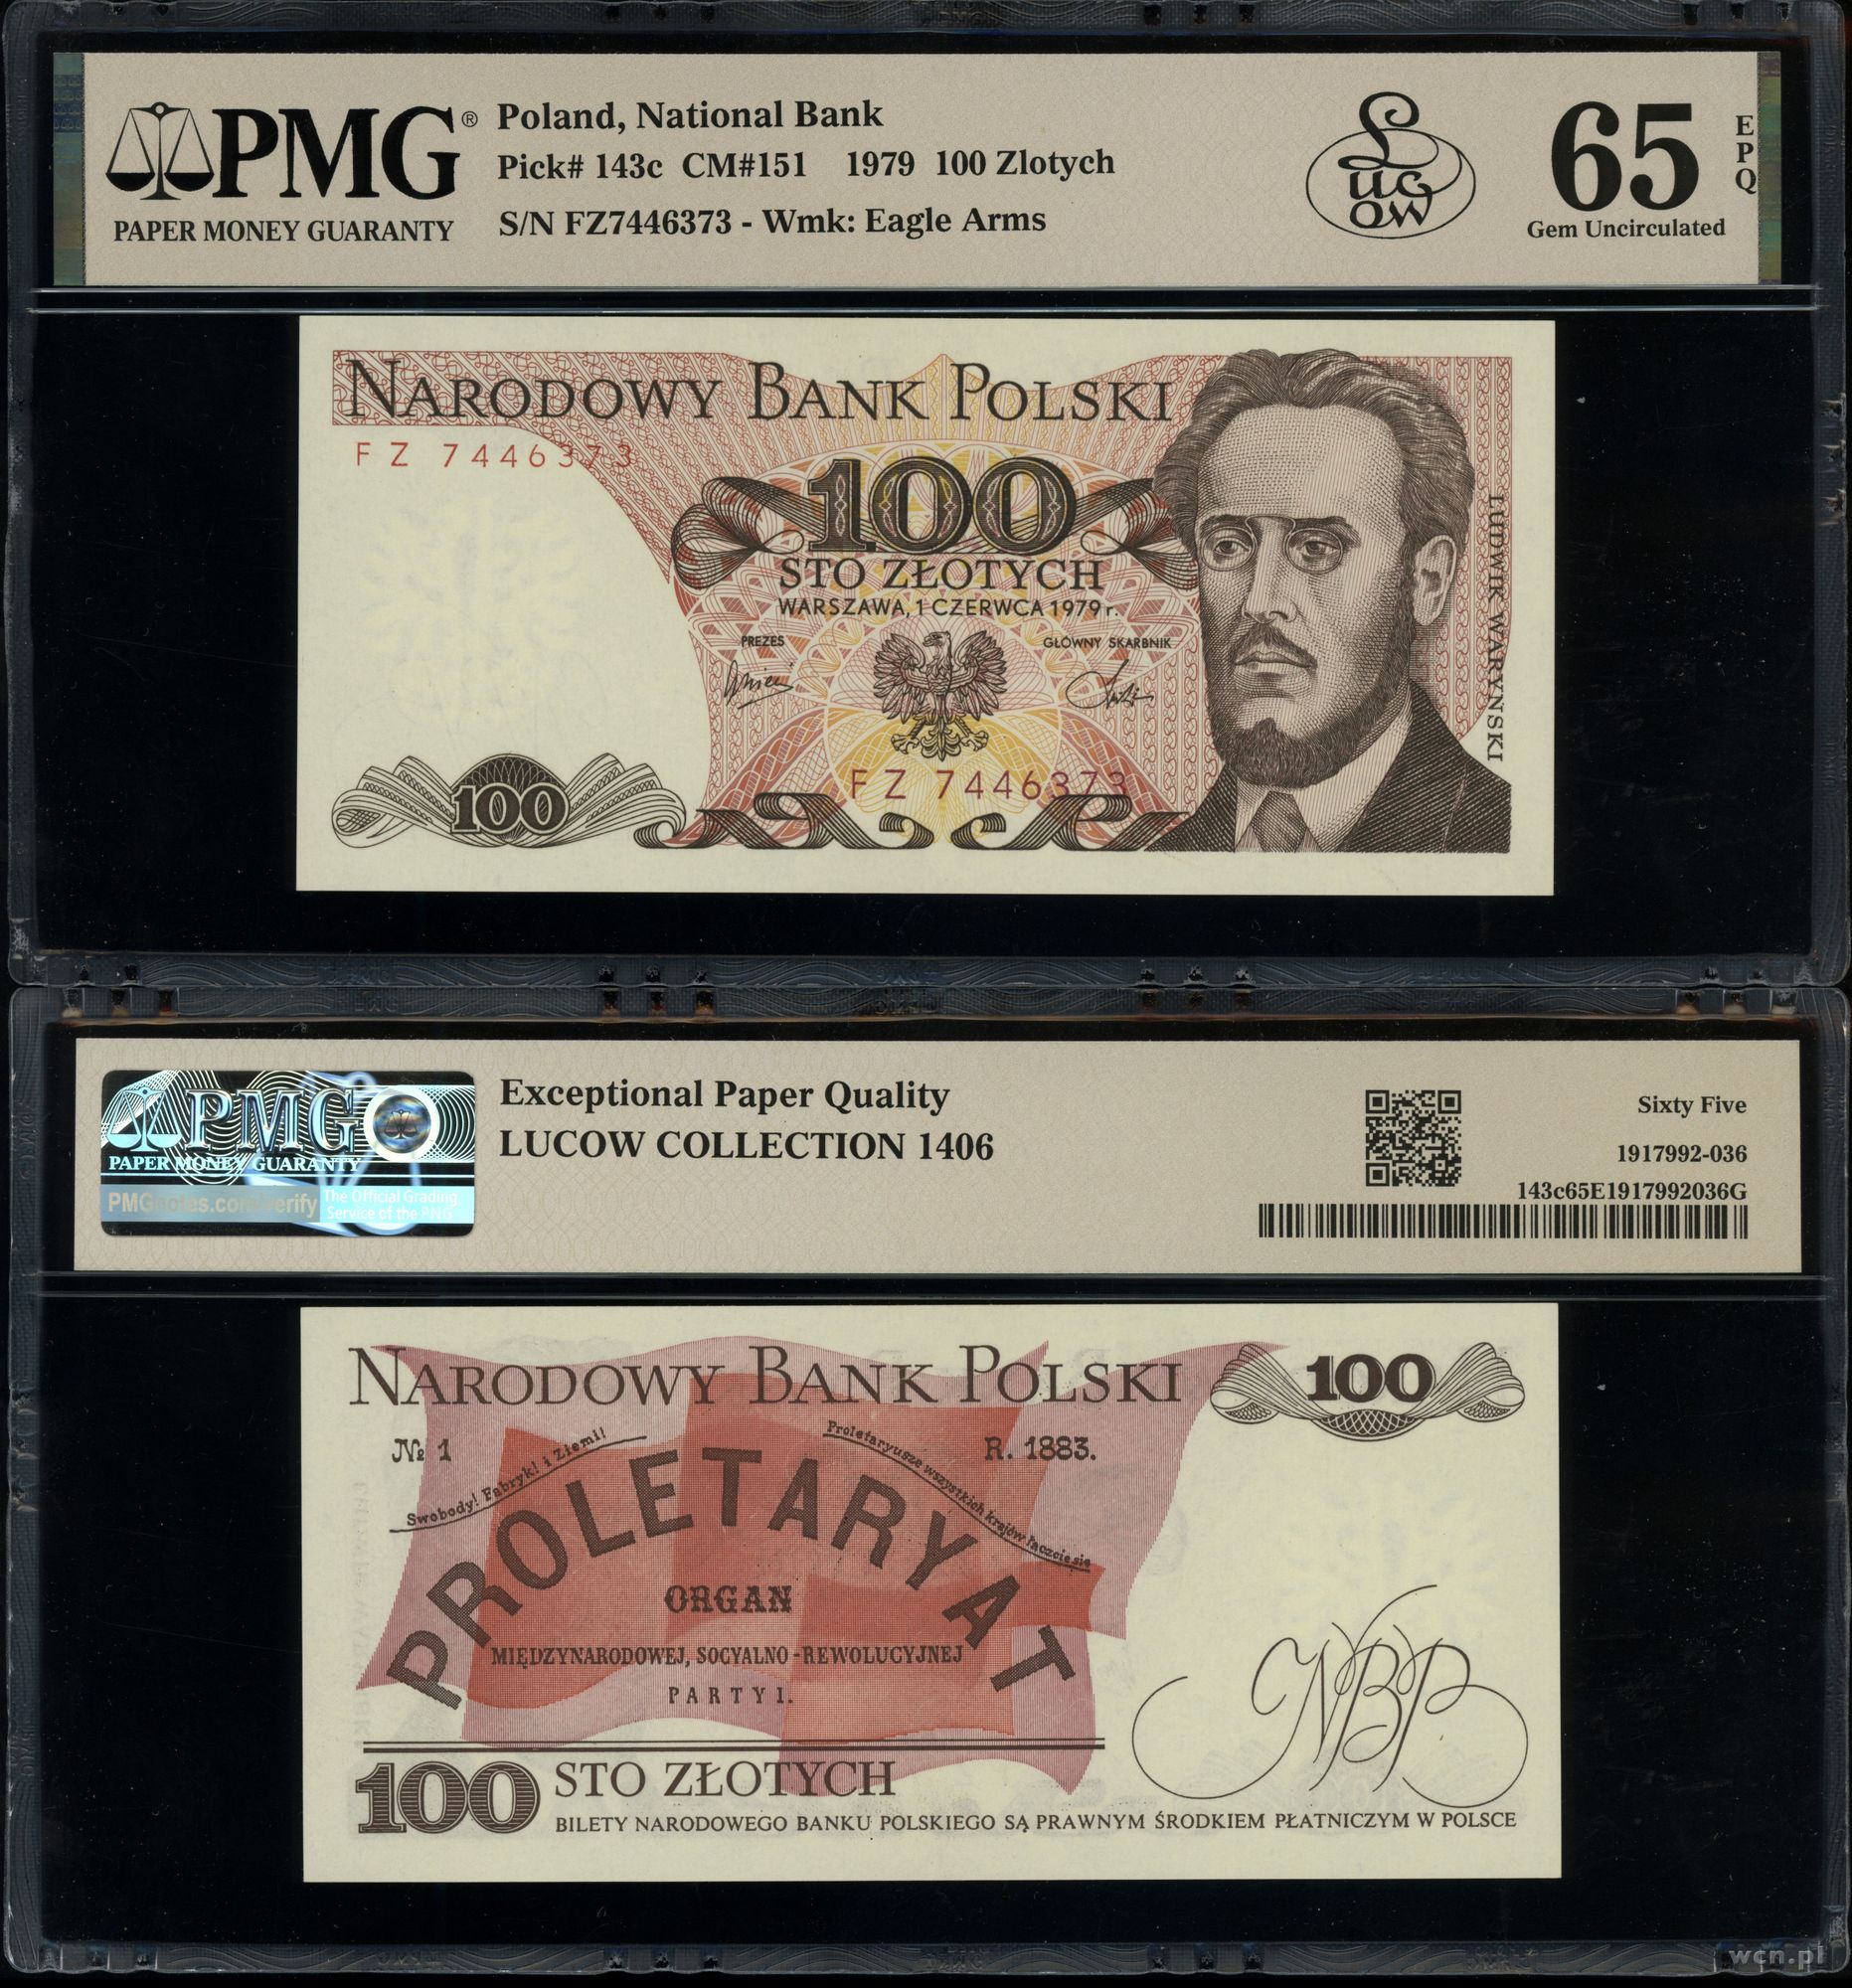 PMG®
PAPER MONEY GUARANTY
Poland, National Bank
Pick# 143c CM#151 1979 100 Zlotych
S/N FZ7446373 - Wmk: Eagle Arms
LUCOW
65
EPQ
Gem Uncirculated
NARODOWY BANK POLSKI
FZ 7446373
100
STO ZŁOTYCH
WARSZAWA, 1 CZERWCA 1979 r.
PREZES
GŁÓWNY SKARBNIK
LUDWIK WARYŃSKI
FZ 7446373
100
PMG
PAPER MONEY GUARANTY
PMGnotes.com/verify
The Official Grading
Service of the PNG
Exceptional Paper Quality
LUCOW COLLECTION 1406
Sixty Five
1917992-036
143c65E1917992036G
NARODOWY BANK POLSKI
100
№ 1
R. 1883.
Swobody! Fabryk! i Ziemi!
Proletaryusze wszystkich krajów łączcie się
PROLETARYAT
ORGAN
MIĘDZYNARODOWEJ, SOCYALNO-REWOLUCYJNEJ
PARTYI.
NBP
100
STO ZŁOTYCH
BILETY NARODOWEGO BANKU POLSKIEGO SĄ PRAWNYM ŚRODKIEM PŁATNICZYM W POLSCE
wcn.pl